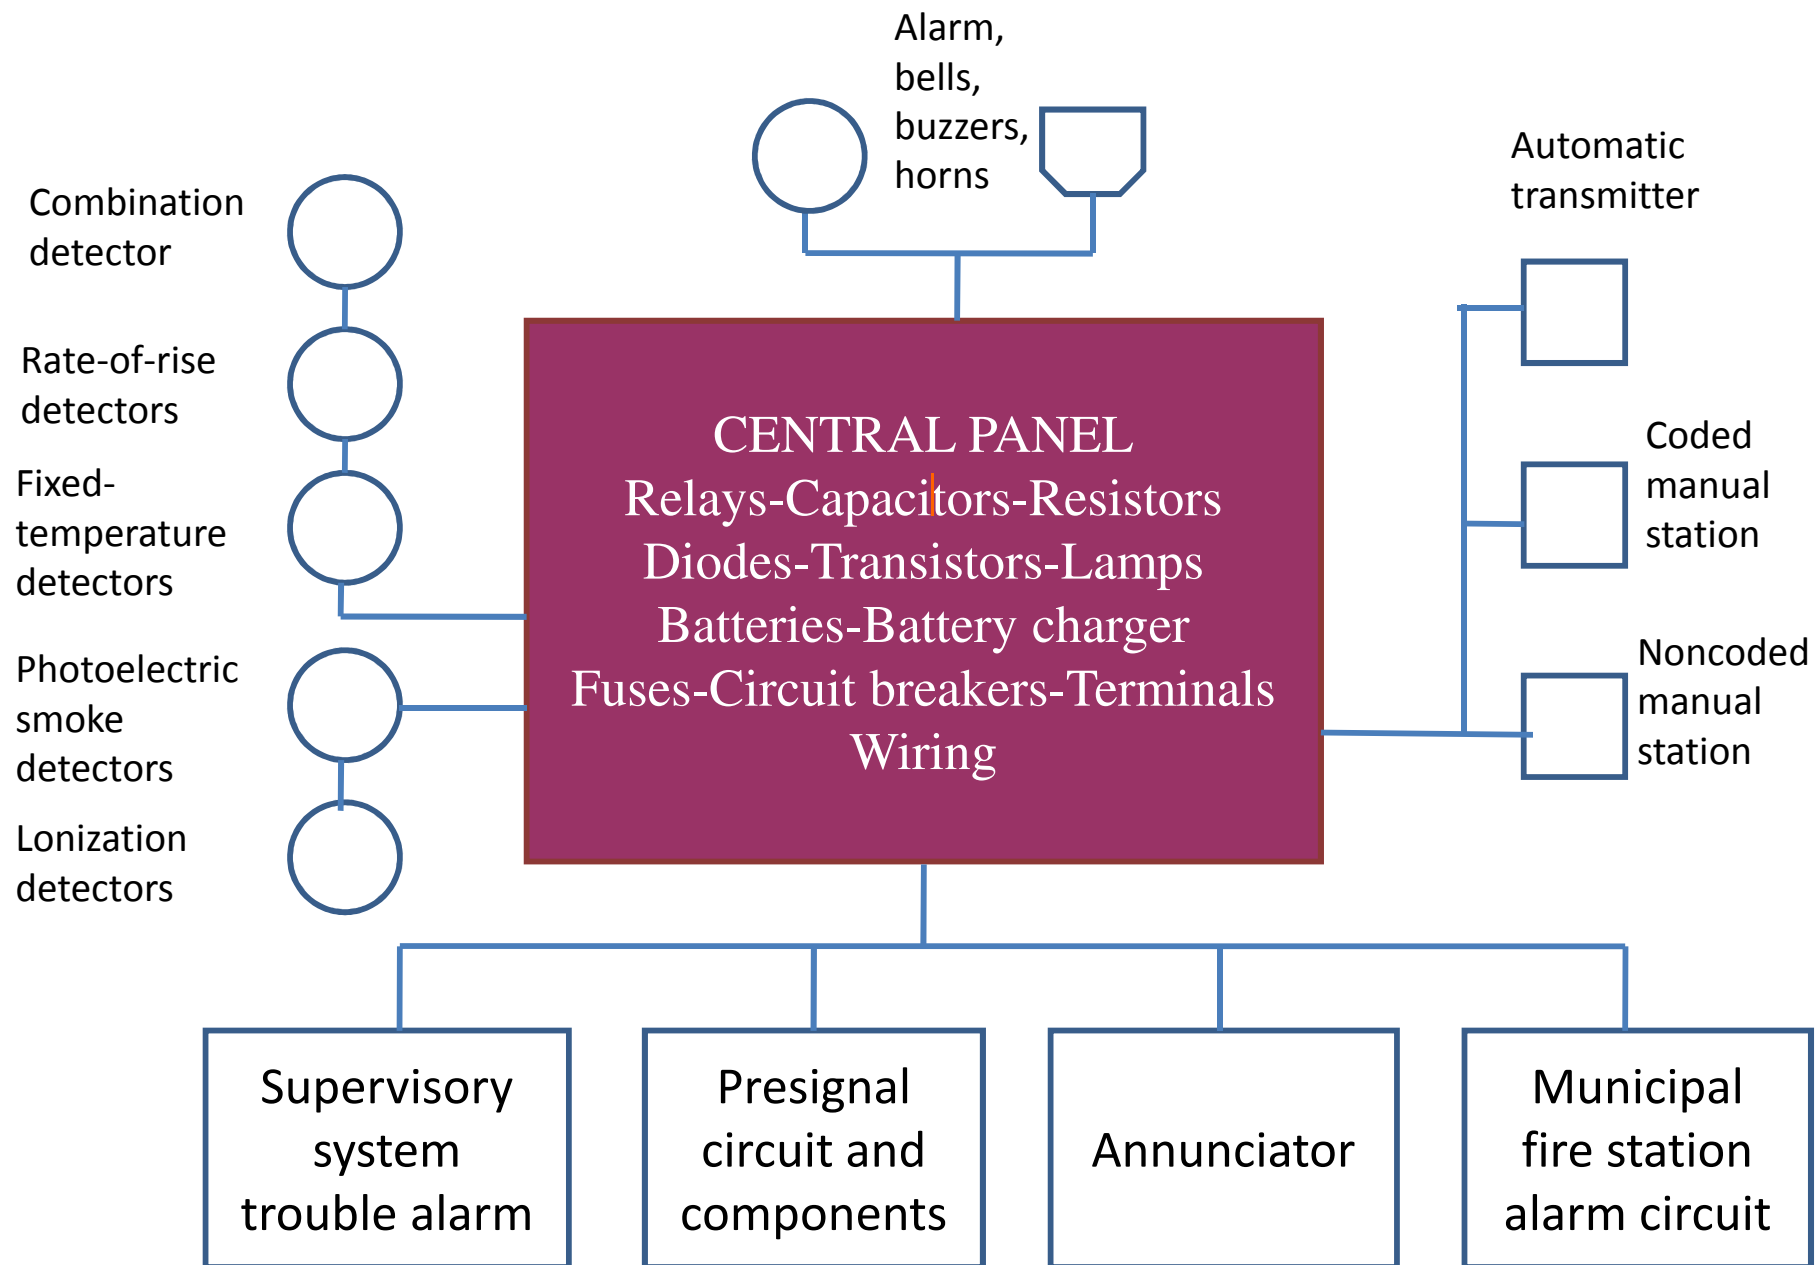 Alarm,
bells,
buzzers,
horns
Automatic
transmitter
Combination
detector
Rate-of-rise
detectors
Fixed-
temperature
detectors
Photoelectric
smoke
detectors
Lonization
detectors
CENTRAL PANEL
Relays-Capacitors-Resistors
Diodes-Transistors-Lamps
Batteries-Battery charger
Fuses-Circuit breakers-Terminals
Wiring
Coded
manual
station
Noncoded
manual
station
Supervisory
system
trouble alarm
Presignal
circuit and
components
Annunciator
Municipal
fire station
alarm circuit